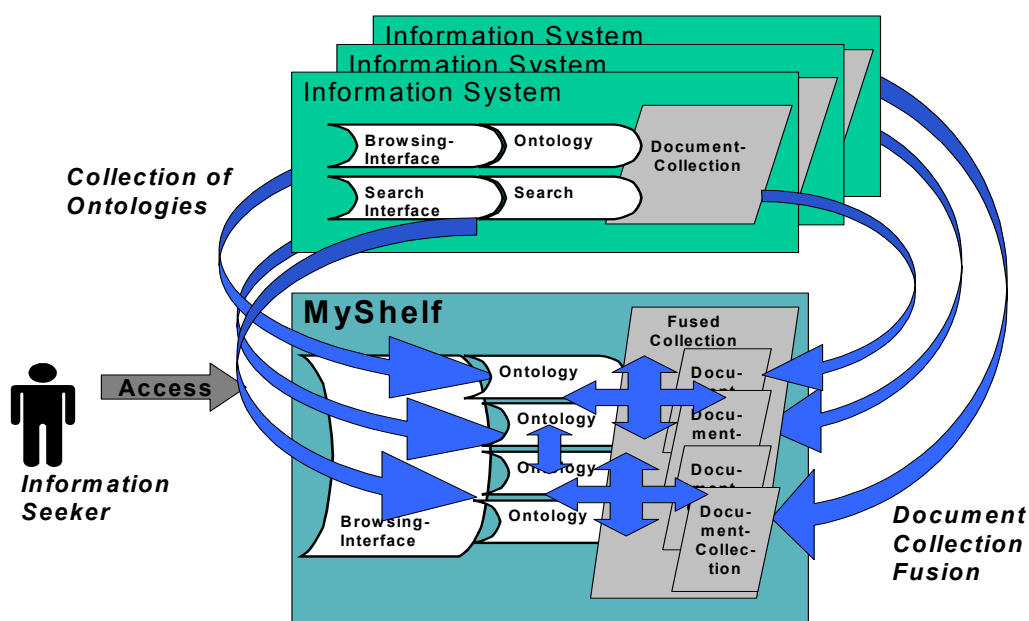 Information System
Information System
Information System
Browsing-
Interface
Ontology
Document-
Collection
Search
Interface
Search
Collection of
Ontologies
MyShelf
Fused
Collection
Ontology
Docu-
ment-
Ontology
Docu-
ment-
Ontology
Docu-
ment-
Ontology
Docu-
ment-
Collec-
tion
Browsing-
Interface
Access
Information
Seeker
Document
Collection
Fusion